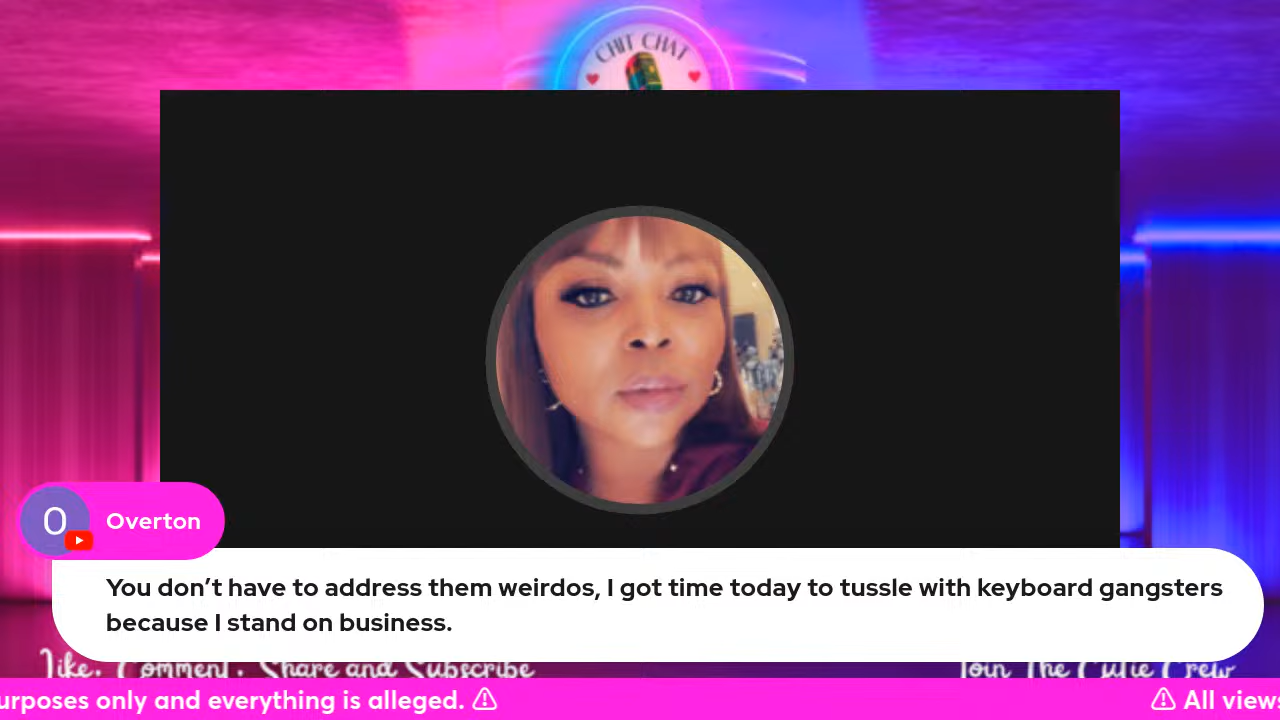 CHIT CHAT
O Overton
You don’t have to address them weirdos, I got time today to tussle with keyboard gangsters
because I stand on business.
Like, Comment, Share and Subscribe
Join The Cutie Crew
urposes only and everything is alleged. ⚠ ⚠ All views